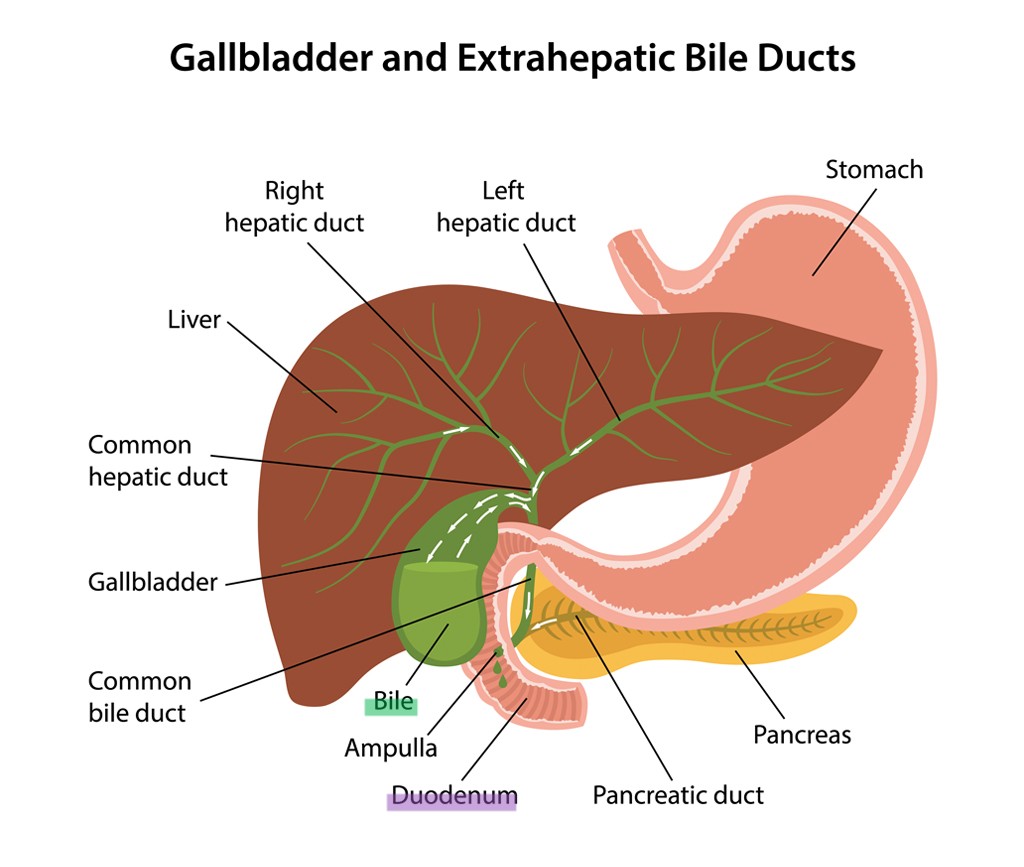 Gallbladder and Extrahepatic Bile Ducts
Stomach
Right
hepatic duct
Left
hepatic duct
Liver
Common
hepatic duct
Gallbladder
Common
bile duct
Bile
Ampulla
Duodenum
Pancreatic duct
Pancreas